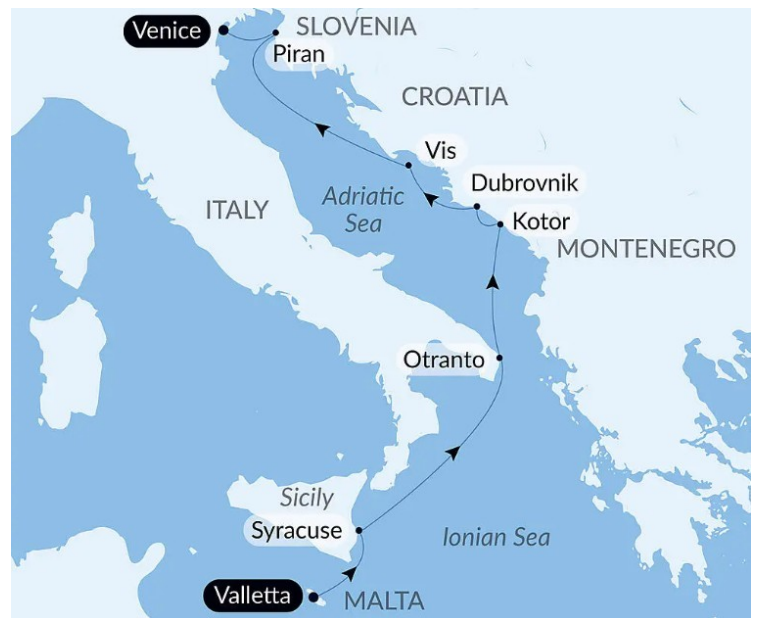 Venice
SLOVENIA
Piran
CROATIA
Vis
Adriatic
Sea
Dubrovnik
ITALY
Kotor
MONTENEGRO
Otranto
Sicily
Syracuse
Ionian Sea
Valletta
MALTA